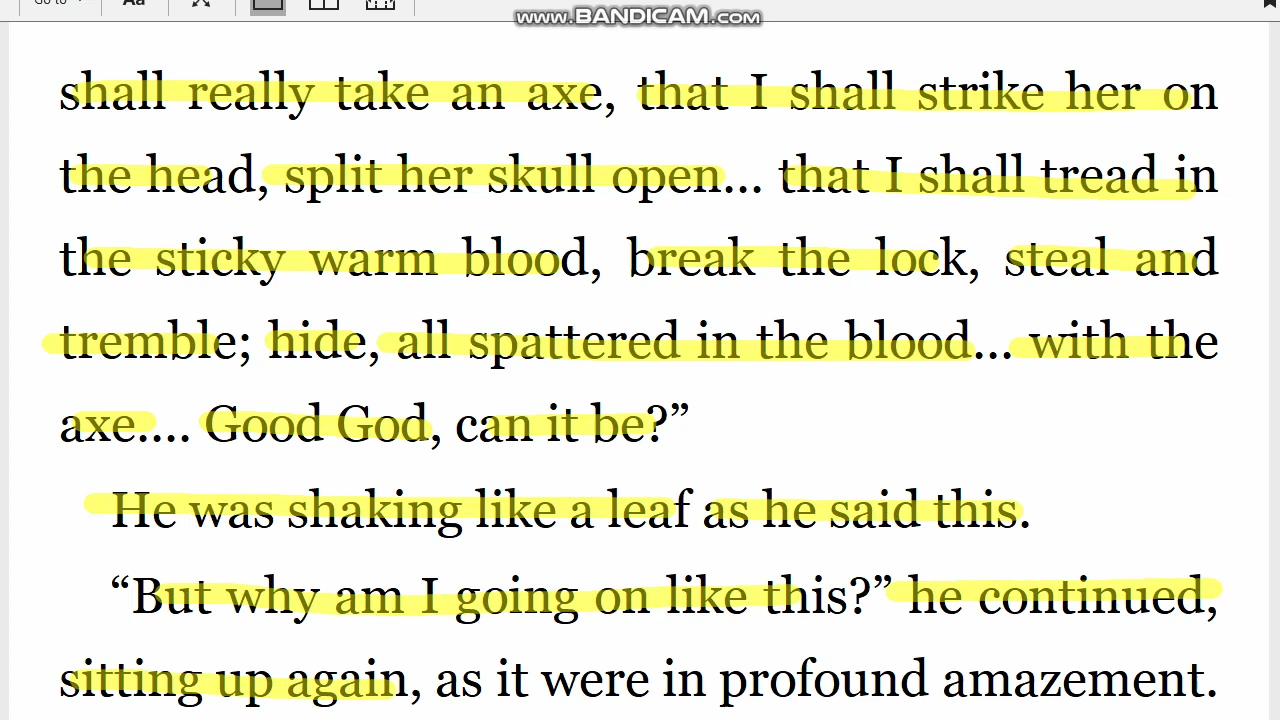 Go to
Aa
www.BANDICAM.com
shall really take an axe, that I shall strike her on
the head, split her skull open... that I shall tread in
the sticky warm blood, break the lock, steal and
tremble; hide, all spattered in the blood... with the
axe.... Good God, can it be?”
He was shaking like a leaf as he said this.
“But why am I going on like this?” he continued,
sitting up again, as it were in profound amazement.